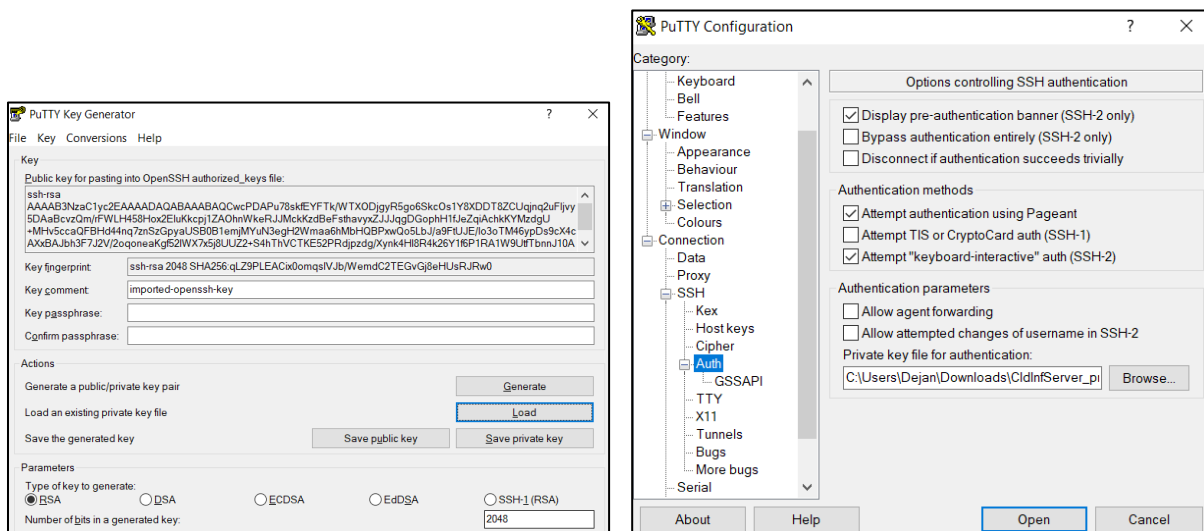 PuTTY Key Generator
File Key Conversions Help
Key
Public key for pasting into OpenSSH authorized_keys file:
ssh-rsa
AAAAB3NzaC1yc2EAAAADAQABAAABAQCwcPDAPu78skfEYFTk/WTXODjgyR5go6SkcOs1Y8XDDT8ZCUqjnq2uFljvy
5DAaBcvzQm/rFWLH458Hox2EluKkcpj1ZAOhnWkeRJJMckKzdBeFsthavyxZJJJqgDGophH1fJeZqiAchkKYMzdgU
+MHv5ccaQFBHd44nq7znSzGpyaUSB0B1emjMYuN3egH2Wmaa6hMbHQBPxwQo5LbJ/a9FtUJE/Io3oTM46ypDs9cX4c
AXxBAJbh3F7J2V/2oqoneaKgf52IWX7x5j8UUZ2+S4hThVCTKE52PRdjpzdg/Xynk4HI8R4k26Y1f6P1RA1W9UtfTbnnJ10A
Key fingerprint:
ssh-rsa 2048 SHA256:qLZ9PLEACix0omqsIVJb/WemdC2TEGvGj8eHUsRJRw0
Key comment:
imported-openssh-key
Key passphrase:
Confirm passphrase:
Actions
Generate a public/private key pair
Generate
Load an existing private key file
Load
Save the generated key
Save public key
Save private key
Parameters
Type of key to generate:
RSA DSA ECDSA EdDSA SSH-1 (RSA)
Number of bits in a generated key:
2048
PuTTY Configuration
Category:
Keyboard
Bell
Features
Window
Appearance
Behaviour
Translation
Selection
Colours
Connection
Data
Proxy
SSH
Kex
Host keys
Cipher
Auth
GSSAPI
TTY
X11
Tunnels
Bugs
More bugs
Serial
Options controlling SSH authentication
Display pre-authentication banner (SSH-2 only)
Bypass authentication entirely (SSH-2 only)
Disconnect if authentication succeeds trivially
Authentication methods
Attempt authentication using Pageant
Attempt TIS or CryptoCard auth (SSH-1)
Attempt "keyboard-interactive" auth (SSH-2)
Authentication parameters
Allow agent forwarding
Allow attempted changes of username in SSH-2
Private key file for authentication:
C:\Users\Dejan\Downloads\CldInfServer_pr
Browse...
About
Help
Open
Cancel